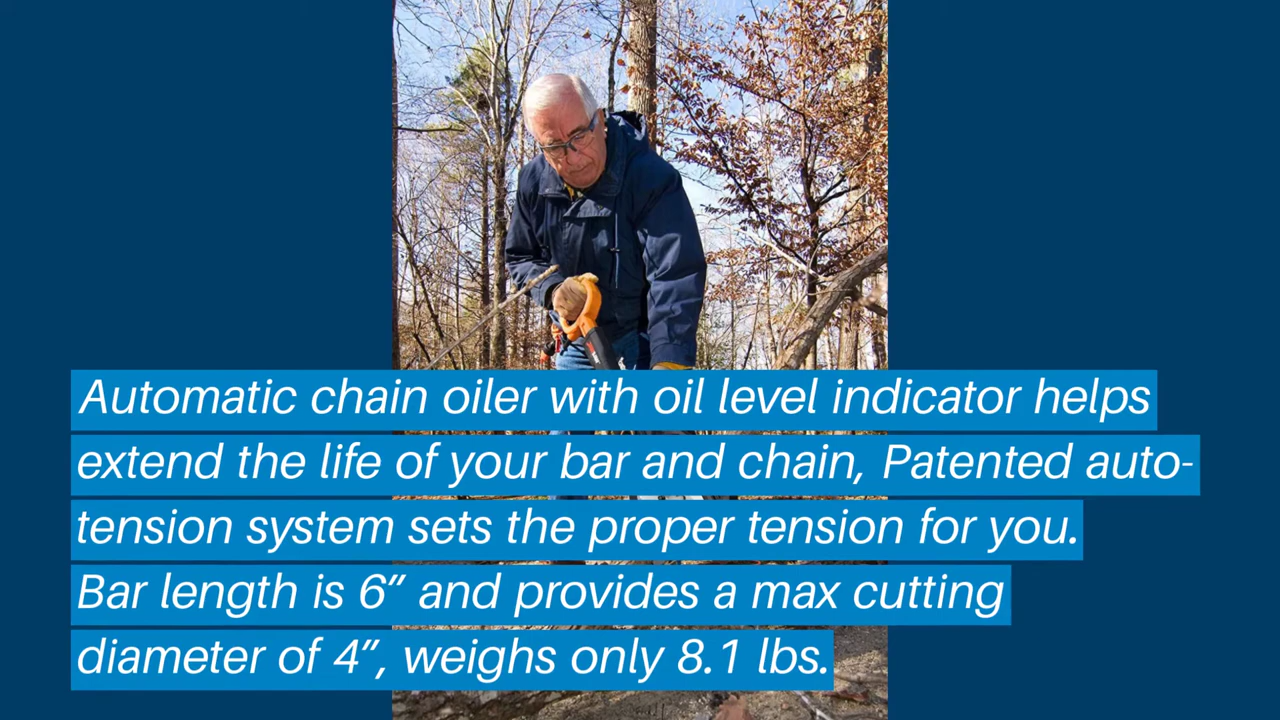 Automatic chain oiler with oil level indicator helps
extend the life of your bar and chain, Patented auto-
tension system sets the proper tension for you.
Bar length is 6” and provides a max cutting
diameter of 4”, weighs only 8.1 lbs.